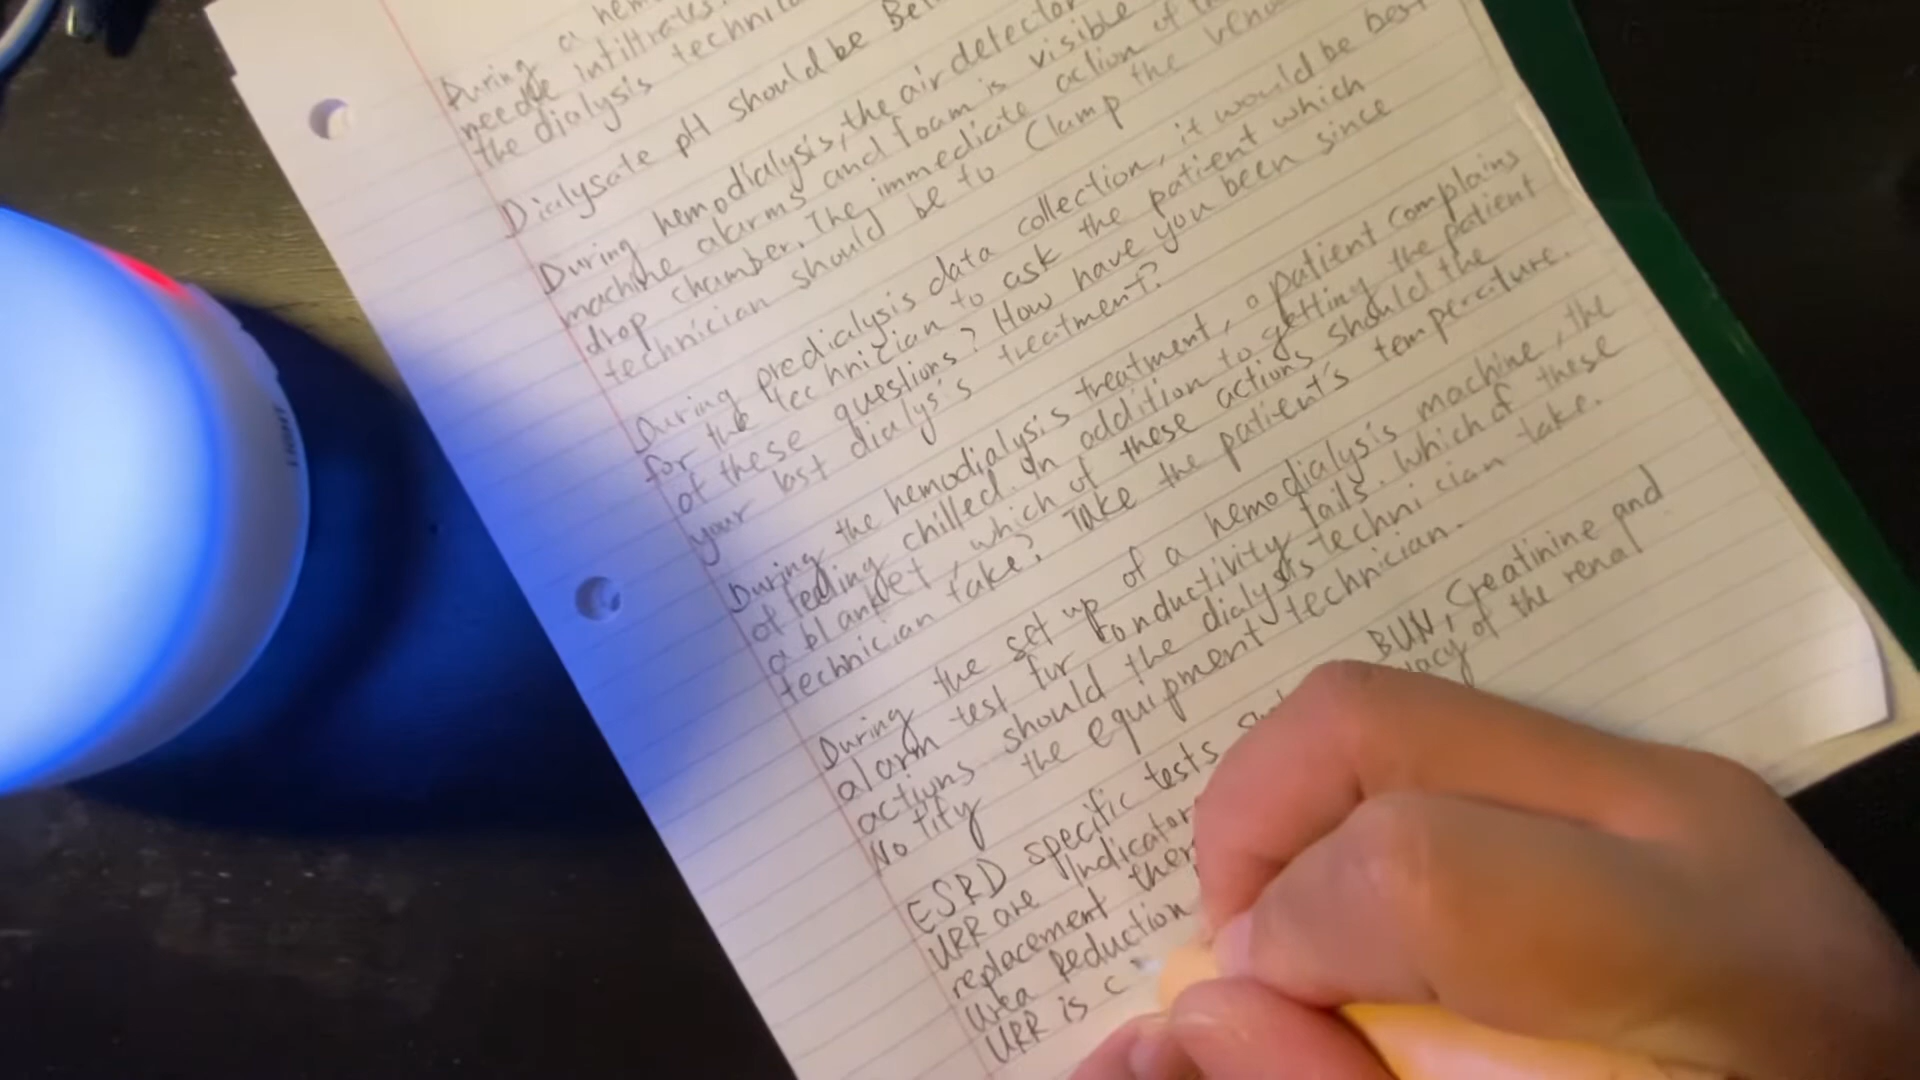 During a hem
needle infiltrates.
the dialysis technic
Dialysate pH should be Be
During hemodialysis, the air detector
machine alarms and foam is visible
drop chamber. The immediate action of
technician should be to Clamp the ven
During predialysis data collection, it would be best
for the technician to ask the patient which
of these questions? How have you been since
your last dialysis treatment?
During the hemodialysis treatment, a patient complains
of feeling chilled. In addition to getting the patient
a blanket, which of these actions should the
technician take? Take the patient's temperature.
During the set up of a hemodialysis machine, the
alarm test for conductivity fails. Which of these
actions should the dialysis technician take.
Notify the equipment technician.
ESRD specific tests BUN, Creatinine and
URR are Indicator acy of the renal
replacement ther
Urea Reduction
URR is c
HOTT